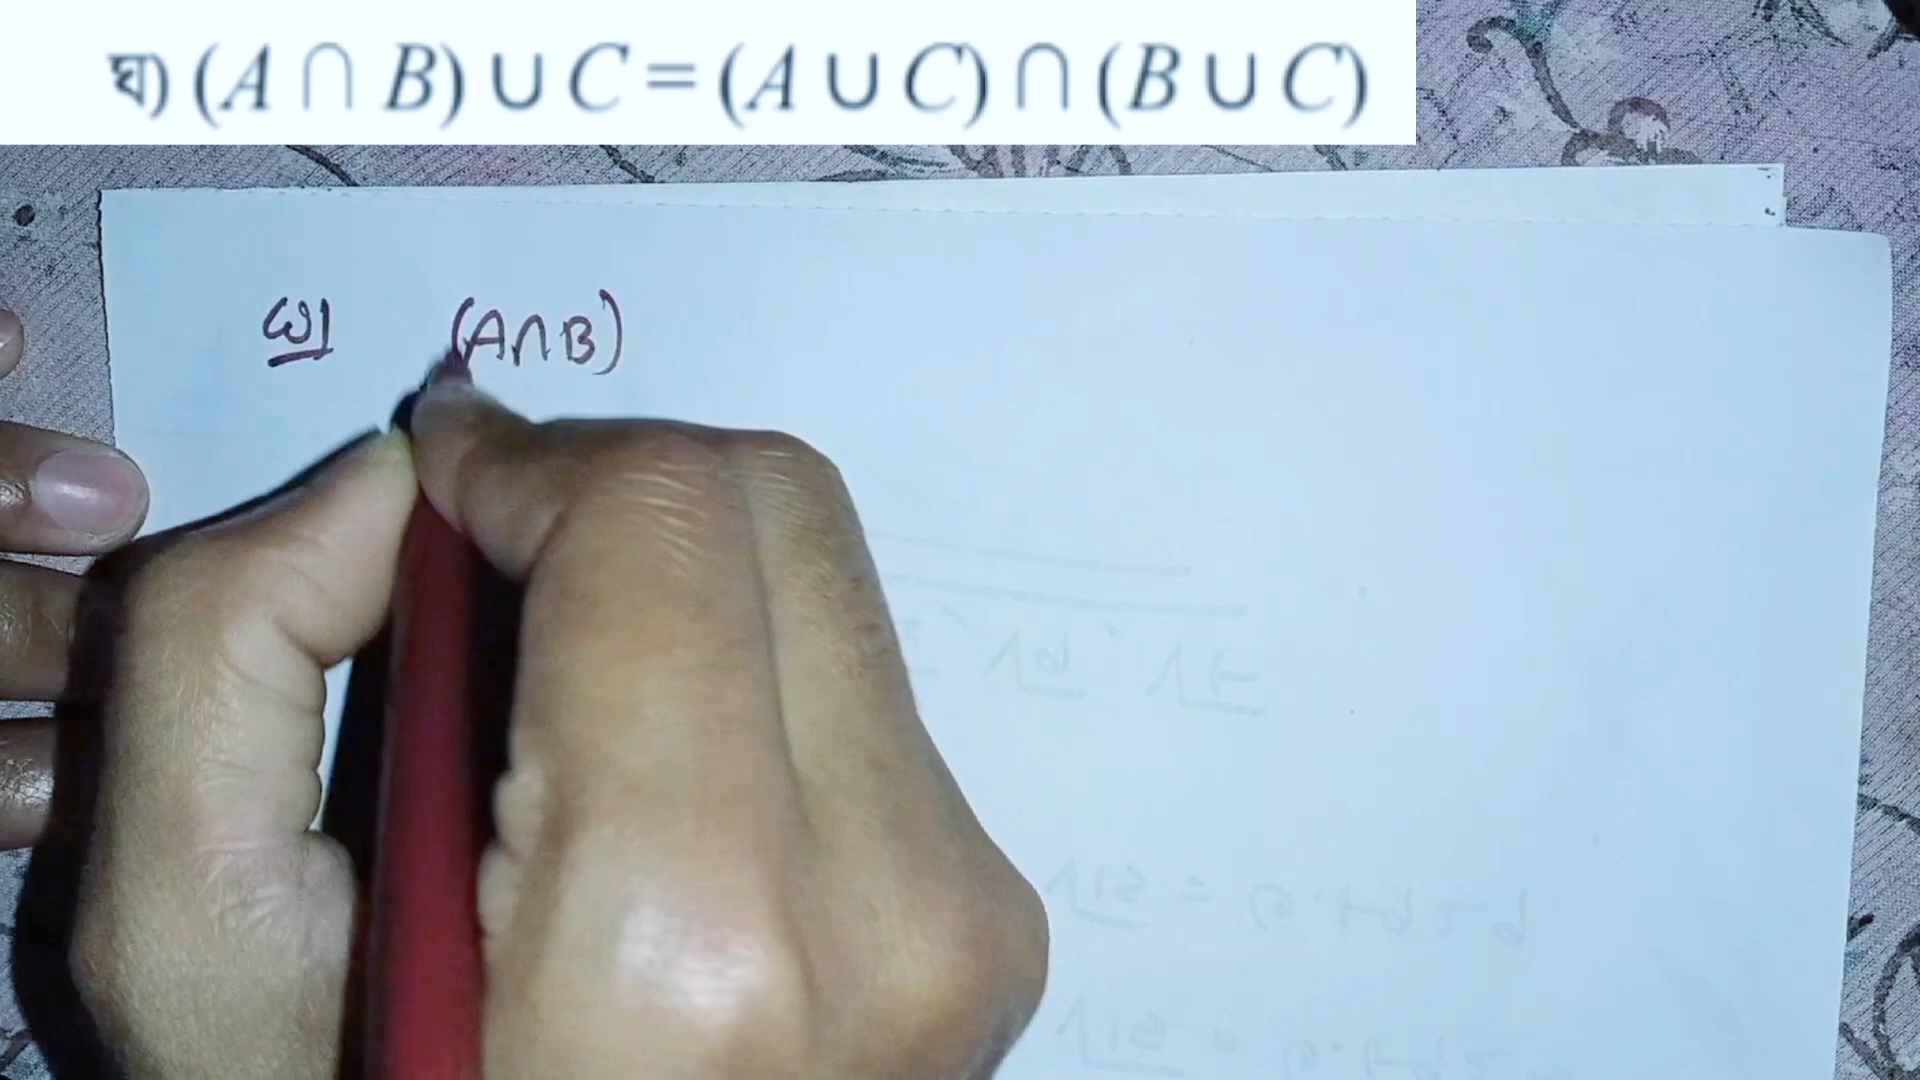 ঘ) (A ∩ B) ∪ C = (A ∪ C) ∩ (B ∪ C)
ঘ) (A∩B)